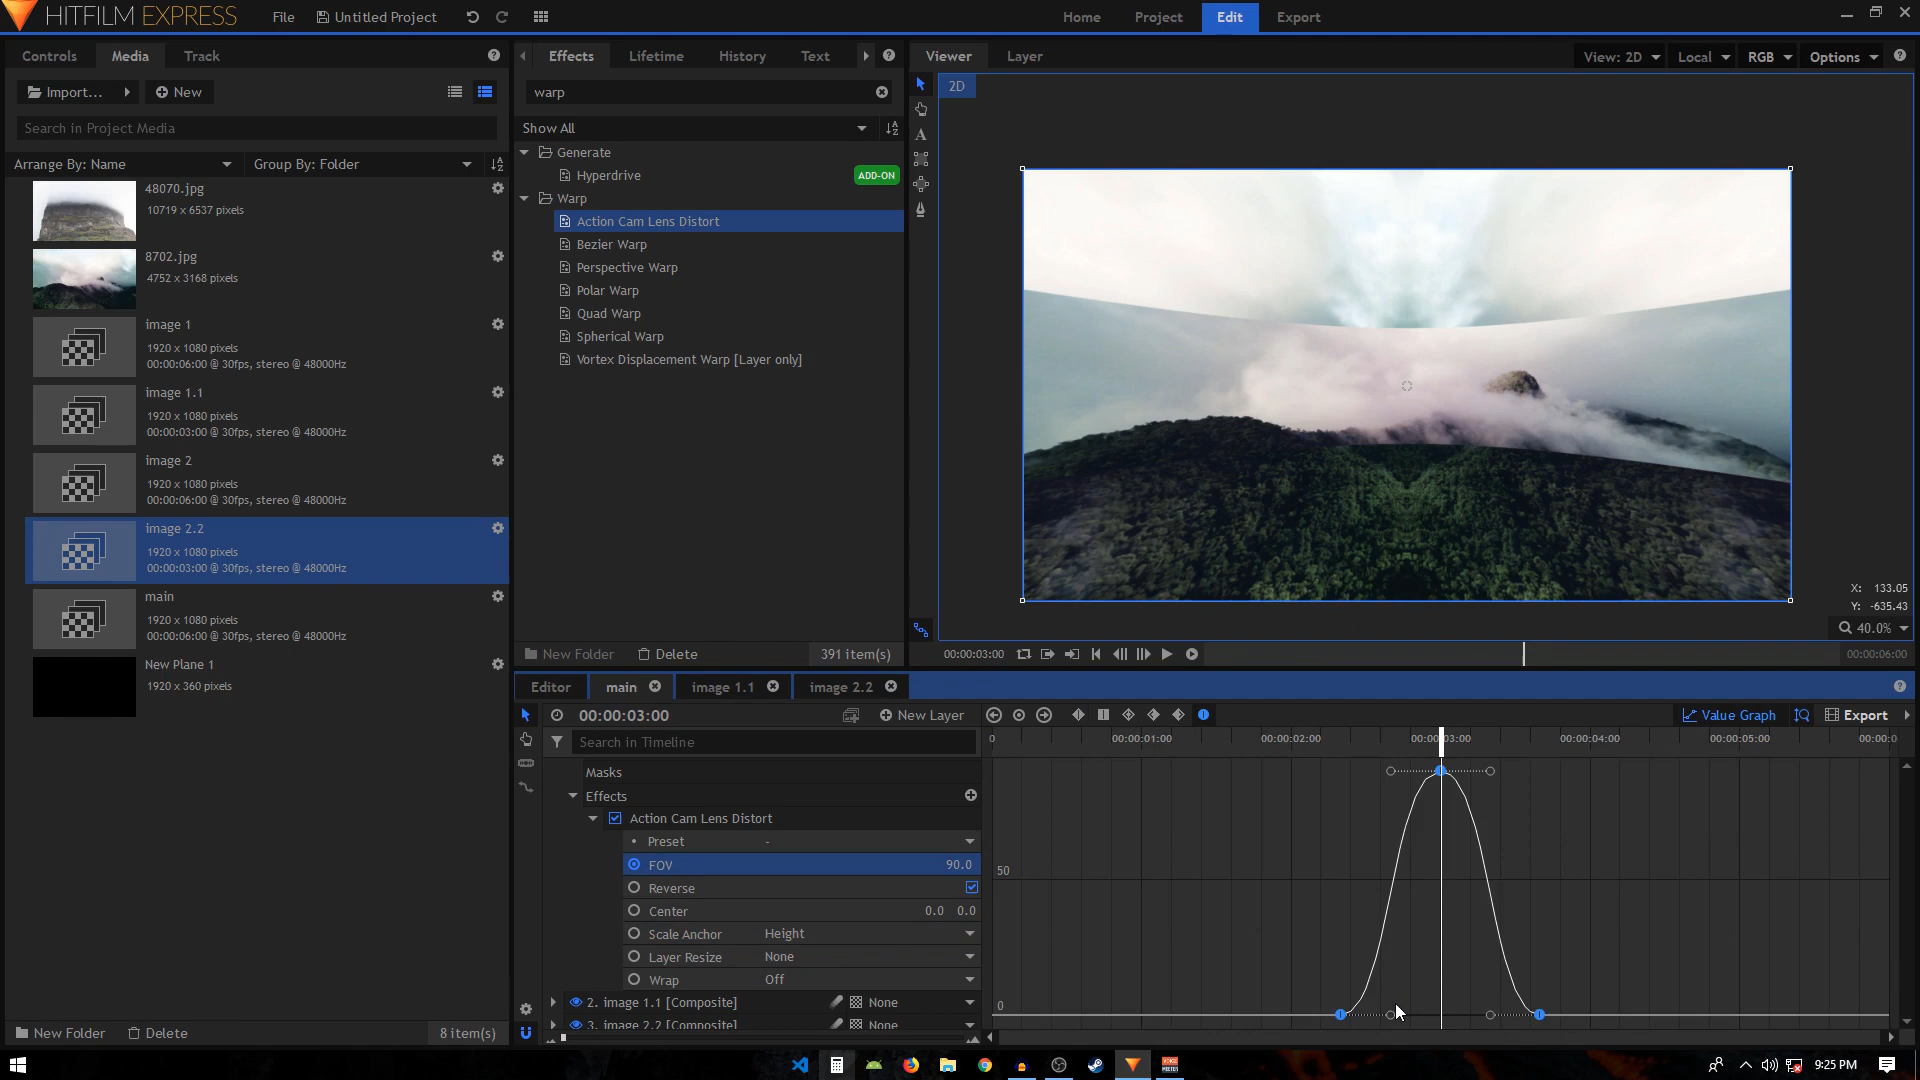 HITFILM EXPRESS
File
Untitled Project
Home
Project
Edit
Export
Controls
Media
Track
Effects
Lifetime
History
Text
Viewer
Layer
View: 2D
Local
RGB
Options
Import...
New
warp
2D
Search in Project Media
Show All
Arrange By: Name
Group By: Folder
Generate
Hyperdrive
ADD-ON
Warp
Action Cam Lens Distort
Bezier Warp
Perspective Warp
Polar Warp
Quad Warp
Spherical Warp
Vortex Displacement Warp [Layer only]
48070.jpg
10719 x 6537 pixels
8702.jpg
4752 x 3168 pixels
image 1
1920 x 1080 pixels
00:00:06:00 @ 30fps, stereo @ 48000Hz
image 1.1
1920 x 1080 pixels
00:00:03:00 @ 30fps, stereo @ 48000Hz
image 2
1920 x 1080 pixels
00:00:06:00 @ 30fps, stereo @ 48000Hz
image 2.2
1920 x 1080 pixels
00:00:03:00 @ 30fps, stereo @ 48000Hz
main
1920 x 1080 pixels
00:00:06:00 @ 30fps, stereo @ 48000Hz
New Plane 1
1920 x 360 pixels
X: 133.05
Y: -635.43
40.0%
New Folder
Delete
391 item(s)
00:00:03:00
00:00:06:00
Editor
main
image 1.1
image 2.2
00:00:03:00
New Layer
Value Graph
Export
Search in Timeline
0
00:00:01:00
00:00:02:00
00:00:03:00
00:00:04:00
00:00:05:00
00:00:0
Masks
Effects
Action Cam Lens Distort
Preset
-
FOV
90.0
Reverse
Center
0.0 0.0
Scale Anchor
Height
Layer Resize
None
Wrap
Off
2. image 1.1 [Composite]
None
3. image 2.2 [Composite]
None
50
0
New Folder
Delete
8 item(s)
9:25 PM